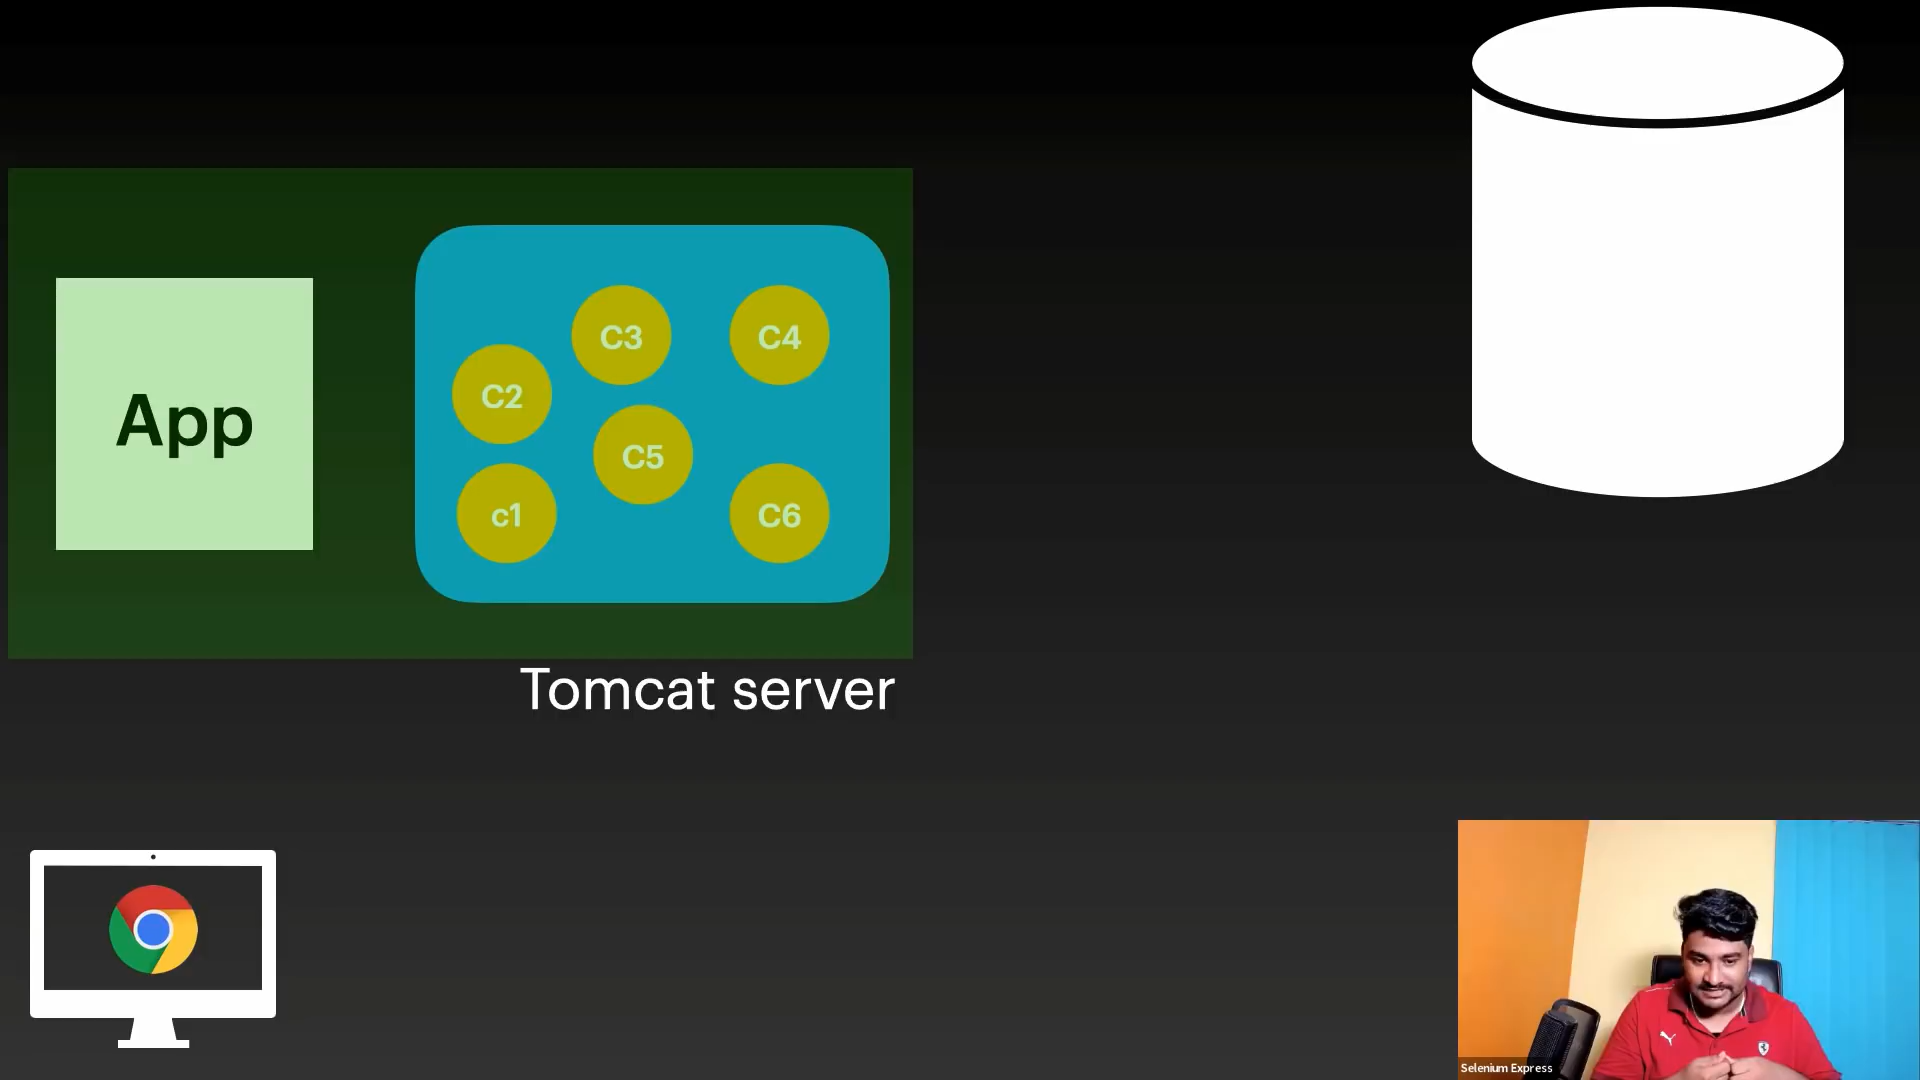 App
C3
C4
C2
C5
c1
C6
Tomcat server
Selenium Express